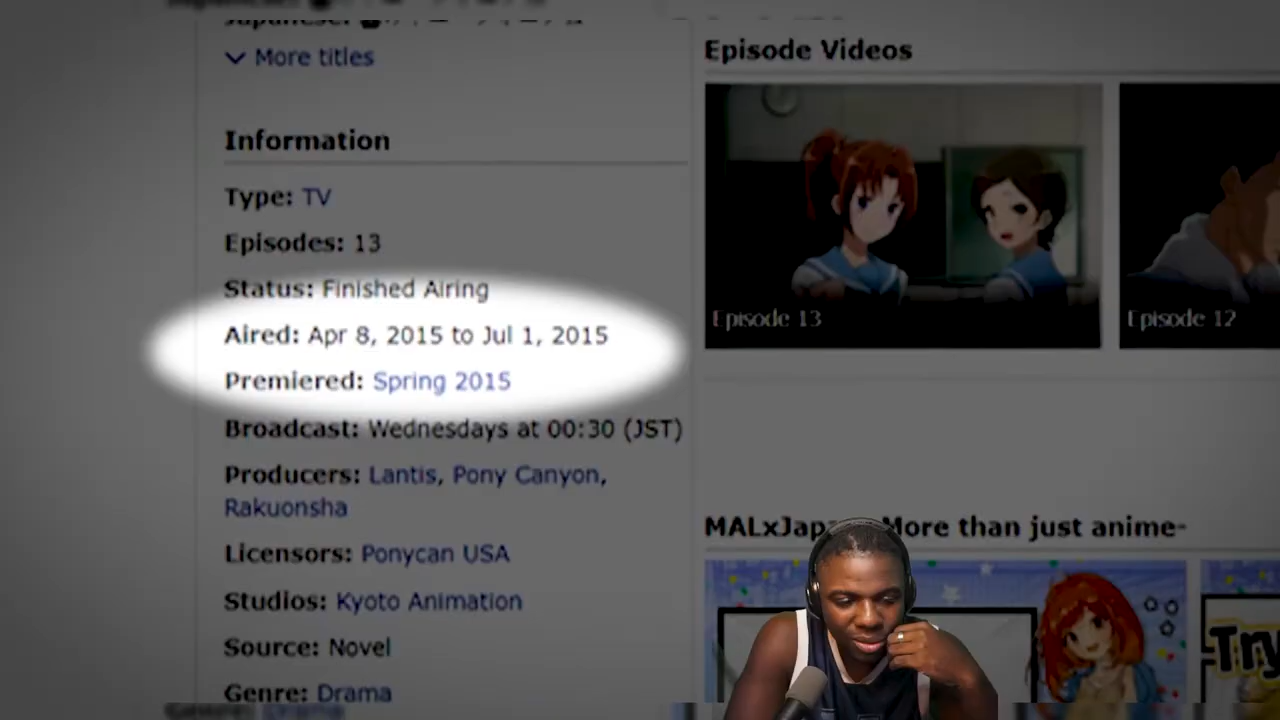 More titles
Information
Type: TV
Episodes: 13
Status: Finished Airing
Aired: Apr 8, 2015 to Jul 1, 2015
Premiered: Spring 2015
Broadcast: Wednesdays at 00:30 (JST)
Producers: Lantis, Pony Canyon,
Rakuonsha
Licensors: Ponycan USA
Studios: Kyoto Animation
Source: Novel
Genre: Drama
Episode Videos
Episode 13
Episode 12
More than just anime-
Try